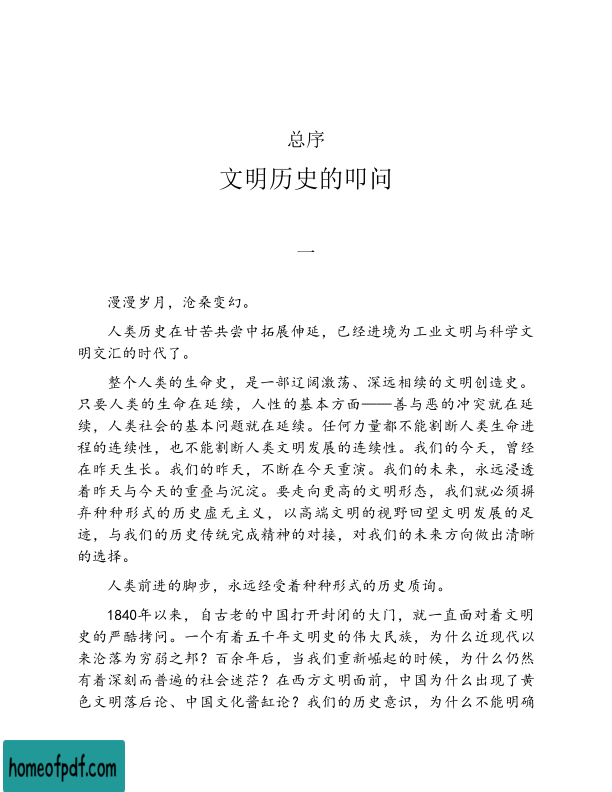 总序
文明历史的叩问
一
漫漫岁月，沧桑变幻。
人类历史在甘苦共尝中拓展伸延，已经进境为工业文明与科学文
明交汇的时代了。
整个人类的生命史，是一部辽阔激荡、深远相续的文明创造史。
只要人类的生命在延续，人性的基本方面——善与恶的冲突就在延
续，人类社会的基本问题就在延续。任何力量都不能割断人类生命进
程的连续性，也不能割断人类文明发展的连续性。我们的今天，曾经
在昨天生长。我们的昨天，不断在今天重演。我们的未来，永远浸透
着昨天与今天的重叠与沉淀。要走向更高的文明形态，我们就必须摒
弃种种形式的历史虚无主义，以高端文明的视野回望文明发展的足
迹，与我们的历史传统完成精神的对接，对我们的未来方向做出清晰
的选择。
人类前进的脚步，永远经受着种种形式的历史质询。
1840年以来，自古老的中国打开封闭的大门，就一直面对着文明
史的严酷拷问。一个有着五千年文明史的伟大民族，为什么近现代以
来沦落为穷弱之邦？百余年后，当我们重新崛起的时候，为什么仍然
有着深刻而普遍的社会迷茫？在西方文明面前，中国为什么出现了黄
色文明落后论、中国文化酱缸论？我们的历史意识，为什么不能明确
homeofpdf.com